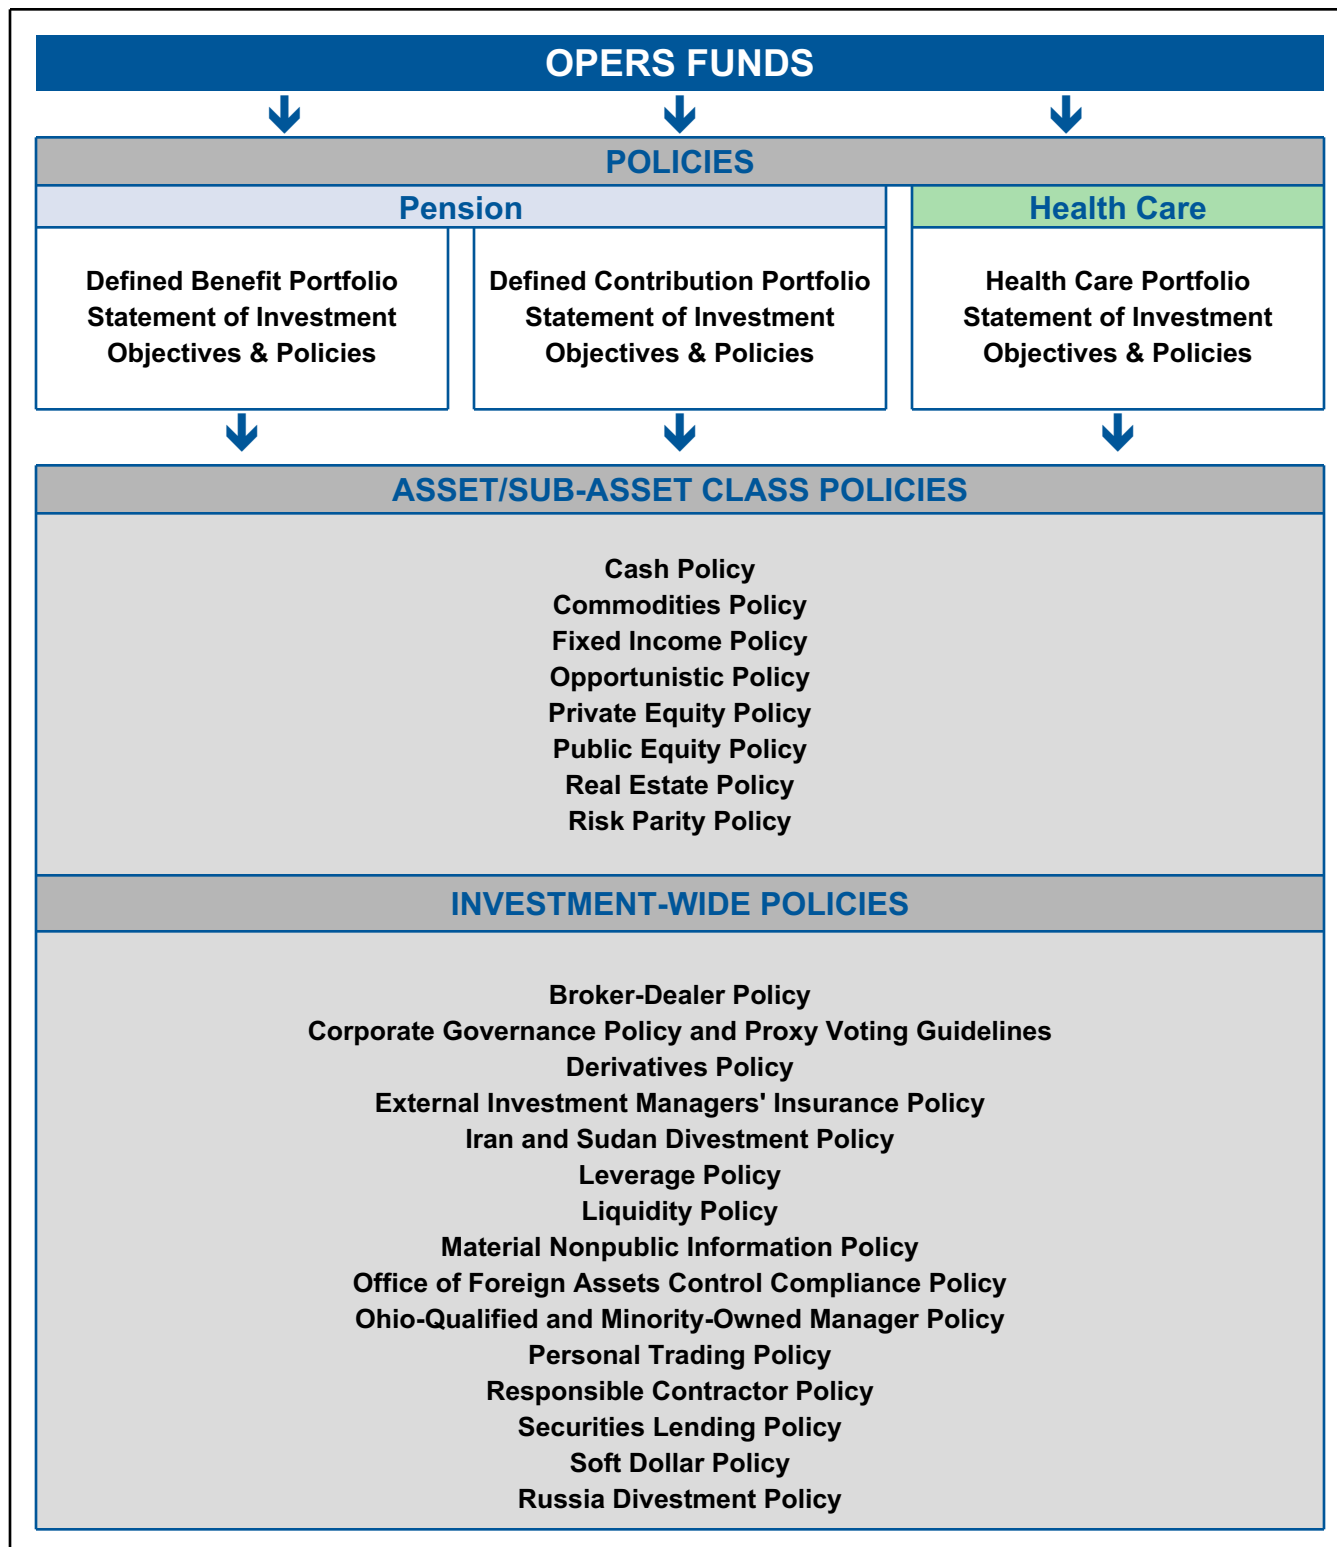 OPERS FUNDS
POLICIES
Pension
Health Care
Defined Benefit Portfolio
Statement of Investment
Objectives & Policies
Defined Contribution Portfolio
Statement of Investment
Objectives & Policies
Health Care Portfolio
Statement of Investment
Objectives & Policies
ASSET/SUB-ASSET CLASS POLICIES
Cash Policy
Commodities Policy
Fixed Income Policy
Opportunistic Policy
Private Equity Policy
Public Equity Policy
Real Estate Policy
Risk Parity Policy
INVESTMENT-WIDE POLICIES
Broker-Dealer Policy
Corporate Governance Policy and Proxy Voting Guidelines
Derivatives Policy
External Investment Managers' Insurance Policy
Iran and Sudan Divestment Policy
Leverage Policy
Liquidity Policy
Material Nonpublic Information Policy
Office of Foreign Assets Control Compliance Policy
Ohio-Qualified and Minority-Owned Manager Policy
Personal Trading Policy
Responsible Contractor Policy
Securities Lending Policy
Soft Dollar Policy
Russia Divestment Policy